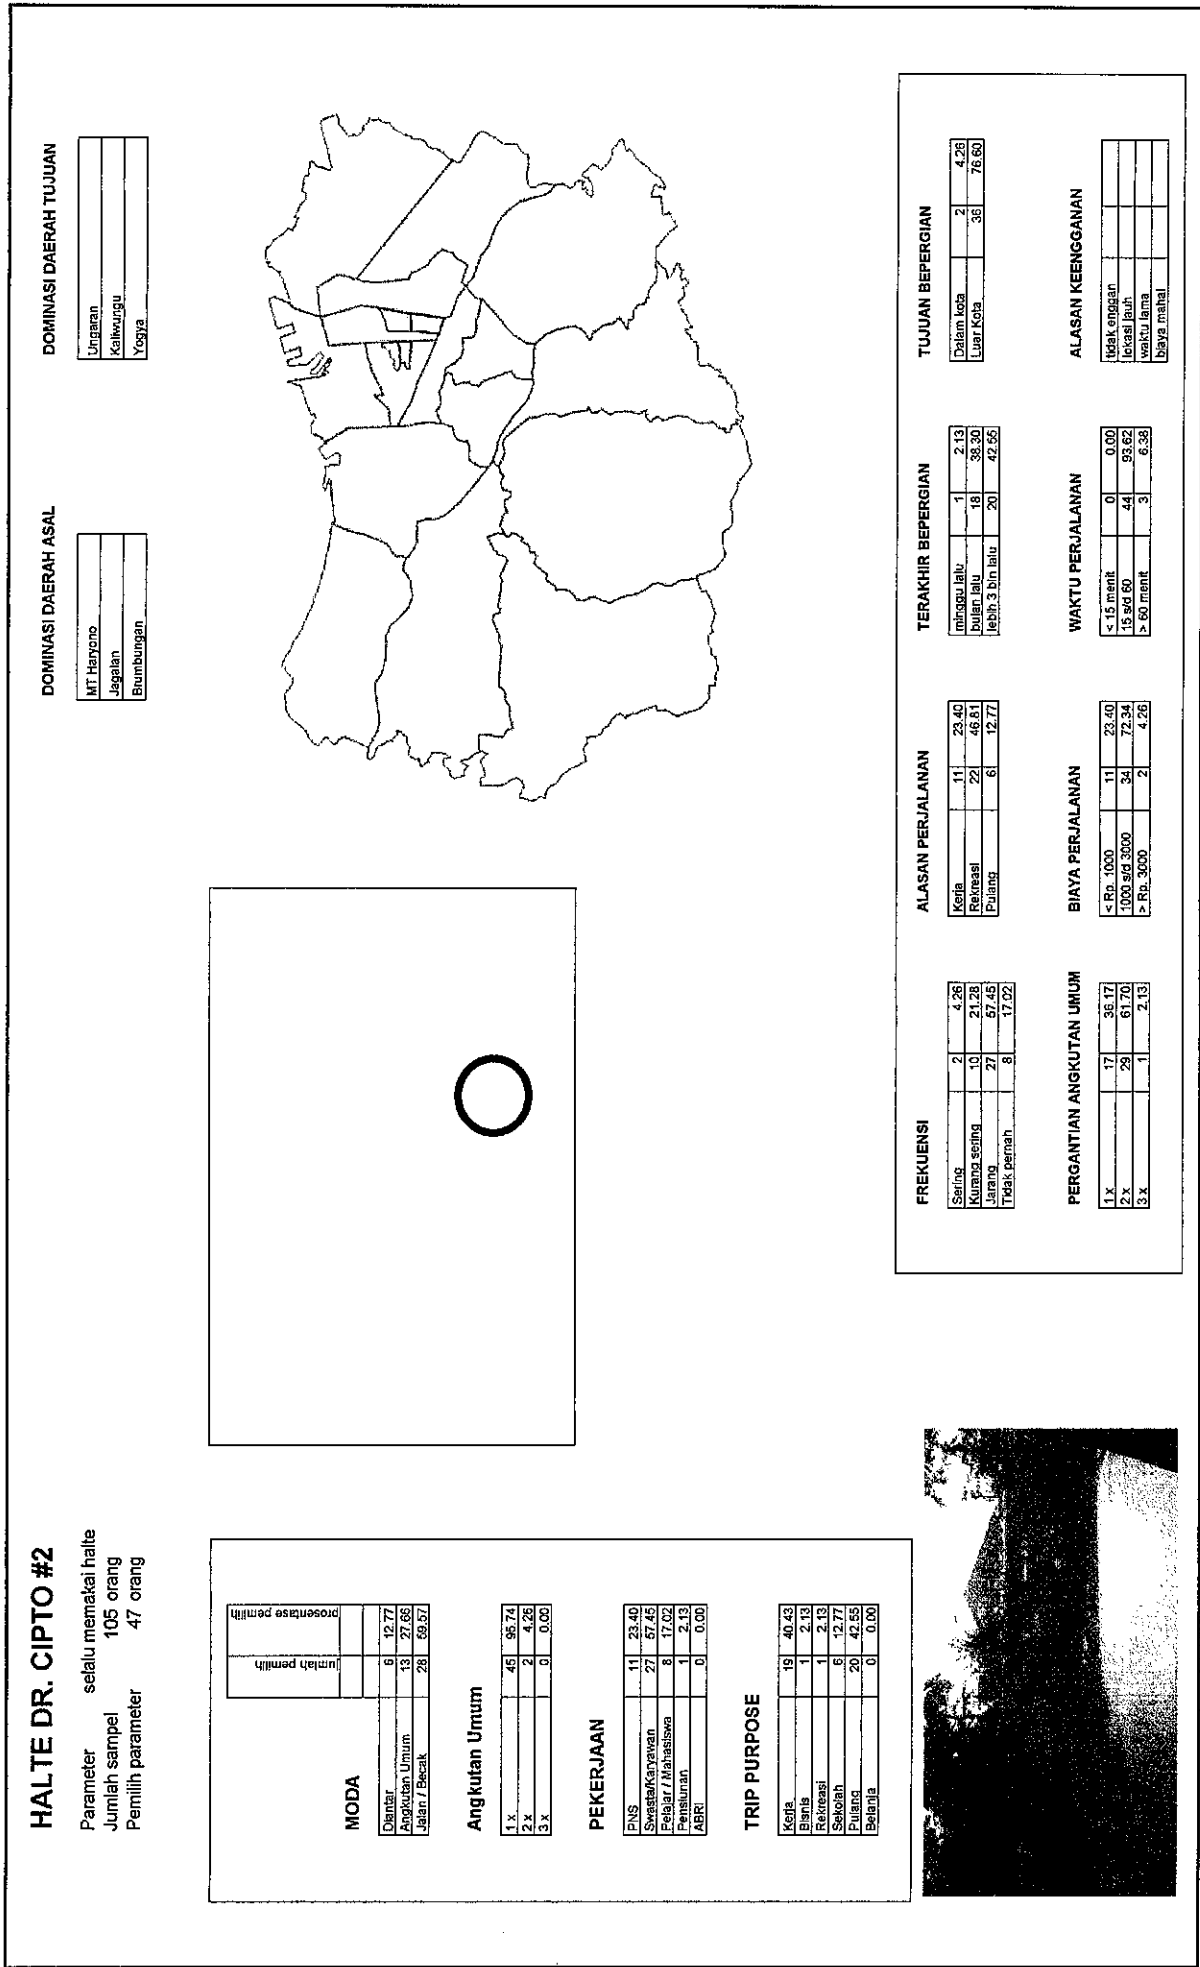 HALTE DR. CIPTO #2
Parameter selalu memakai halte
Jumlah sampel 105 orang
Pemilih parameter 47 orang
DOMINASI DAERAH ASAL
MT Haryono
Jagalan
Brumbungan
DOMINASI DAERAH TUJUAN
Ungaran
Kaliwungu
Yogya
jumlah pemilih prosentase pemilih
MODA
Diantar 6 12.77
Angkutan Umum 13 27.66
Jalan / Becak 28 59.57
Angkutan Umum
1 x 45 95.74
2 x 2 4.26
3 x 0 0.00
PEKERJAAN
PNS 11 23.40
Swasta/Karyawan 27 57.45
Pelajar / Mahasiswa 8 17.02
Pensiunan 1 2.13
ABRI 0 0.00
TRIP PURPOSE
Kerja 19 40.43
Bisnis 1 2.13
Rekreasi 1 2.13
Sekolah 6 12.77
Pulang 20 42.55
Belanja 0 0.00
FREKUENSI
Sering 2 4.26
Kurang sering 10 21.28
Jarang 27 57.45
Tidak pernah 8 17.02
ALASAN PERJALANAN
Kerja 11 23.40
Rekreasi 22 46.81
Pulang 6 12.77
TERAKHIR BEPERGIAN
minggu lalu 1 2.13
bulan lalu 18 38.30
lebih 3 bln lalu 20 42.55
TUJUAN BEPERGIAN
Dalam kota 2 4.26
Luar Kota 36 76.60
PERGANTIAN ANGKUTAN UMUM
1 x 17 36.17
2 x 29 61.70
3 x 1 2.13
BIAYA PERJALANAN
< Rp. 1000 11 23.40
1000 s/d 3000 34 72.34
> Rp. 3000 2 4.26
WAKTU PERJALANAN
< 15 menit 0 0.00
15 s/d 60 44 93.62
> 60 menit 3 6.38
ALASAN KEENGGANAN
tidak enggan
lokasi jauh
waktu lama
biaya mahal